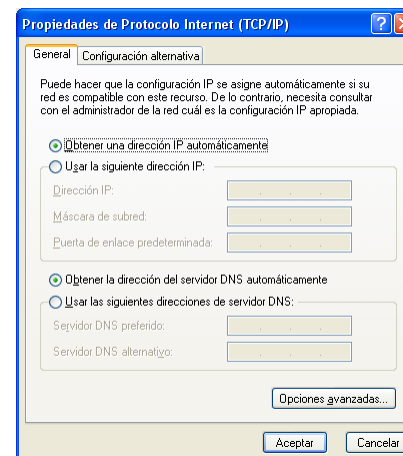 Propiedades de Protocolo Internet (TCP/IP)
General
Configuración alternativa
Puede hacer que la configuración IP se asigne automáticamente si su
red es compatible con este recurso. De lo contrario, necesita consultar
con el administrador de la red cuál es la configuración IP apropiada.
Obtener una dirección IP automáticamente
Usar la siguiente dirección IP:
Dirección IP:
Máscara de subred:
Puerta de enlace predeterminada:
Obtener la dirección del servidor DNS automáticamente
Usar las siguientes direcciones de servidor DNS:
Servidor DNS preferido:
Servidor DNS alternativo:
Opciones avanzadas...
Aceptar
Cancelar